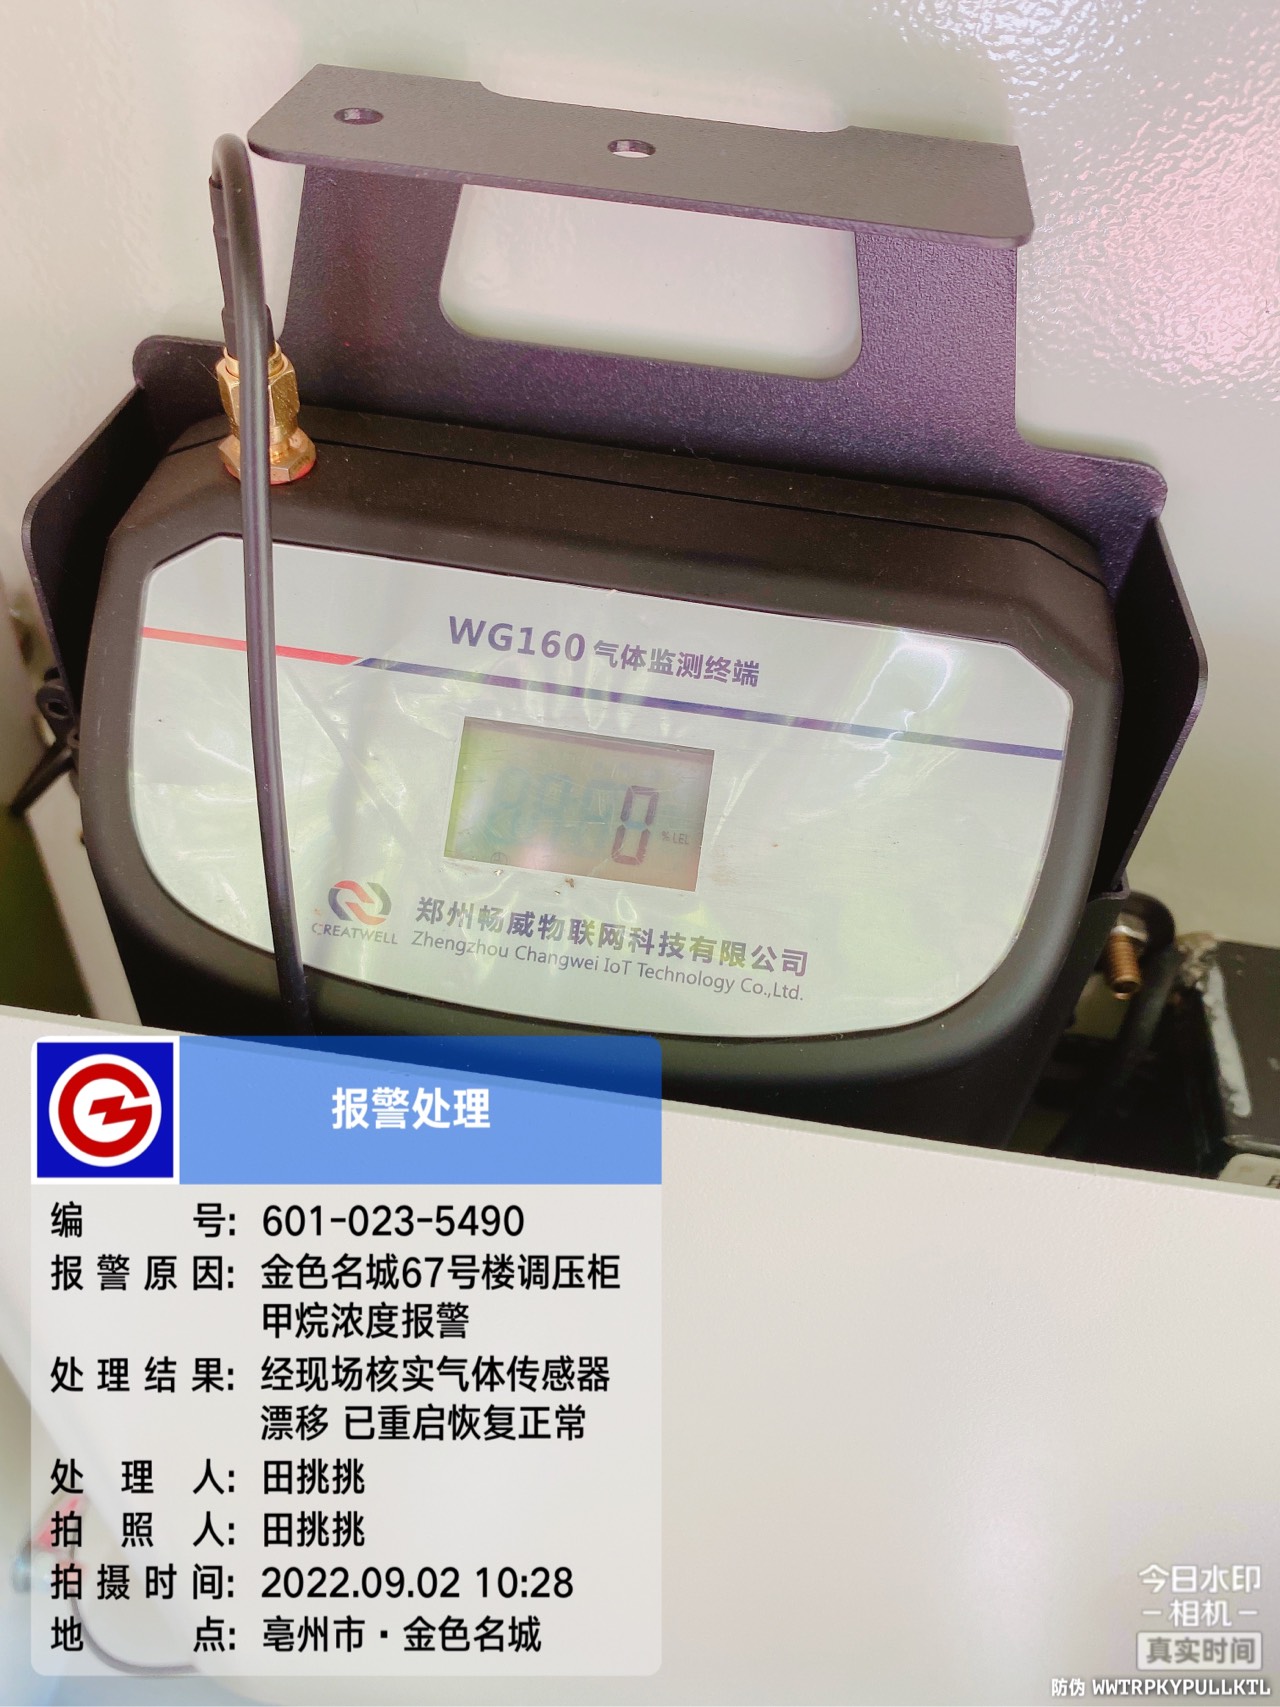 WG160 气体监测终端
0 %LEL
CREATWELL
郑州畅威物联网科技有限公司
Zhengzhou Changwei IoT Technology Co.,Ltd.
报警处理
编号: 601-023-5490
报警原因: 金色名城67号楼调压柜
甲烷浓度报警
处理结果: 经现场核实气体传感器
漂移 已重启恢复正常
处理人: 田挑挑
拍照人: 田挑挑
拍摄时间: 2022.09.02 10:28
地点: 亳州市·金色名城
今日水印
-相机-
真实时间
防伪 WWTRPKYPULLKTL